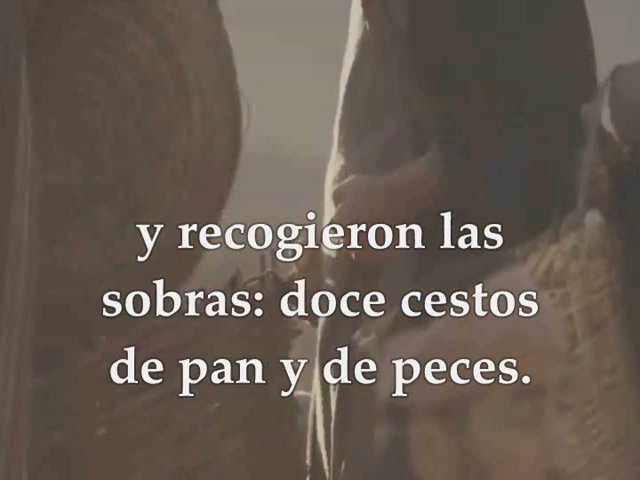 y recogieron las
sobras: doce cestos
de pan y de peces.